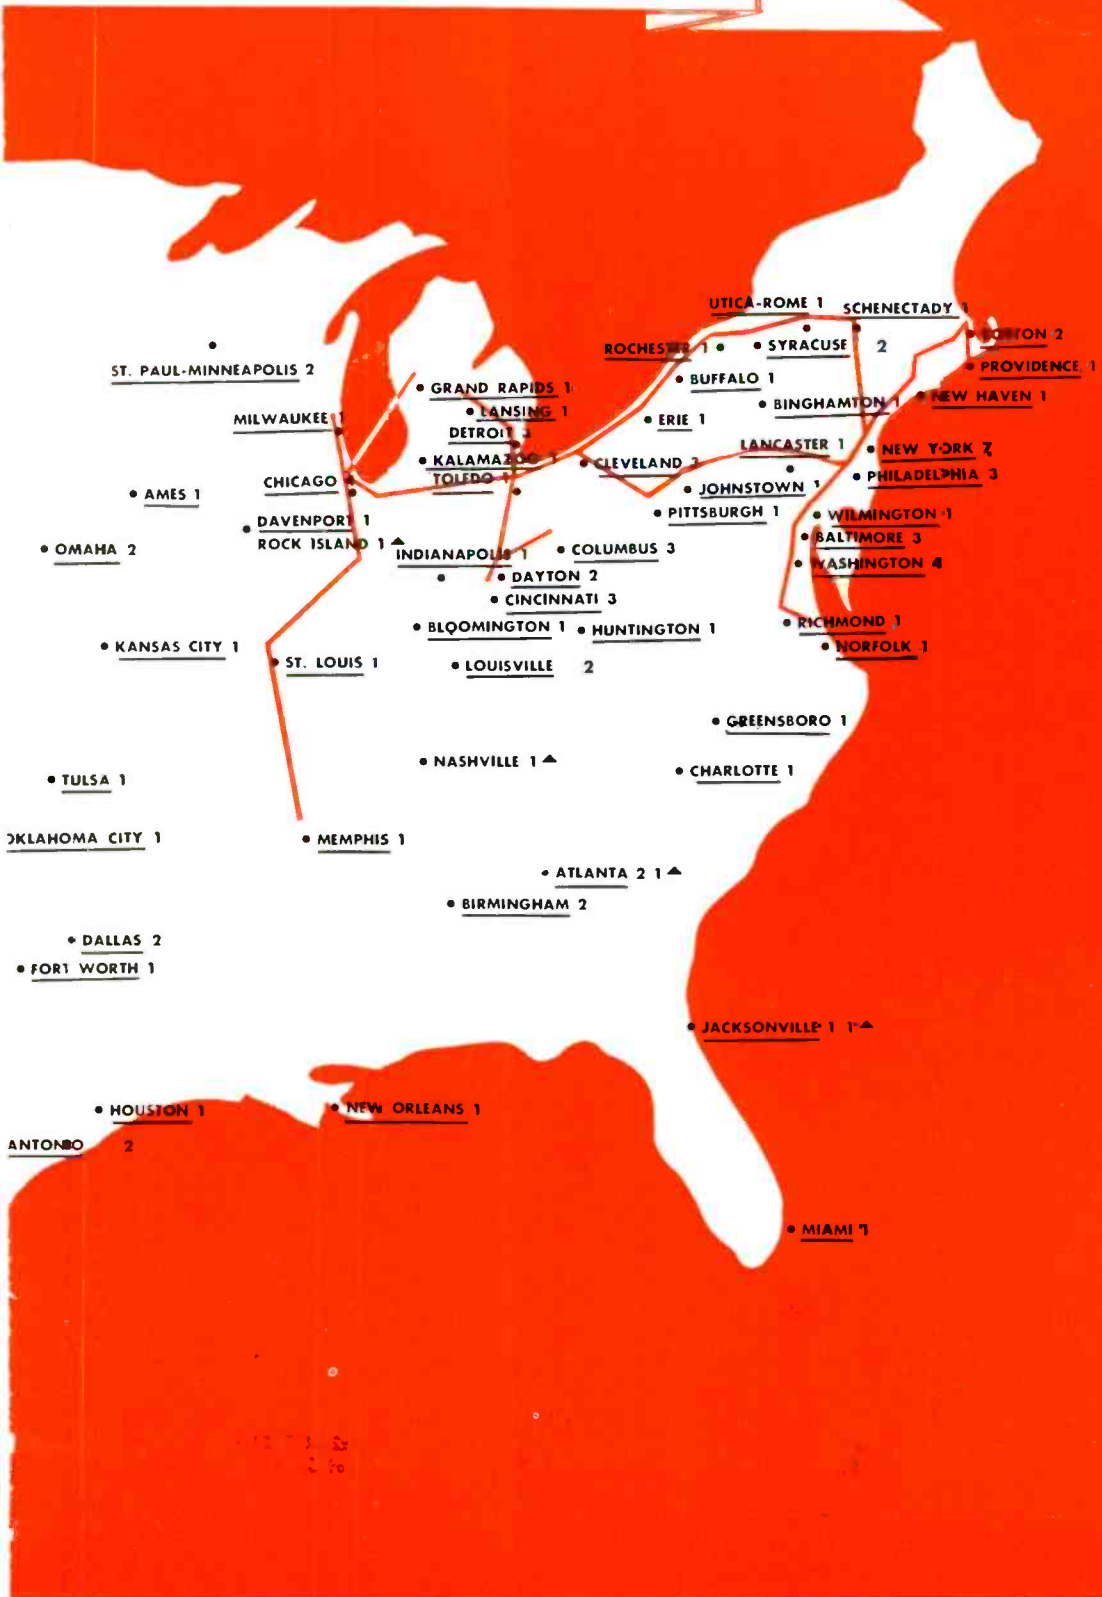 UTICA-ROME 1
SCHENECTADY 1
BOSTON 2
ROCHESTER 1
SYRACUSE 2
ST. PAUL-MINNEAPOLIS 2
PROVIDENCE 1
GRAND RAPIDS 1
BUFFALO 1
NEW HAVEN 1
LANSING 1
BINGHAMTON 1
MILWAUKEE 1
ERIE 1
DETROIT 3
LANCASTER 1
NEW YORK 7
KALAMAZOO 1
CLEVELAND 3
TOLEDO 1
PHILADELPHIA 3
CHICAGO 4
JOHNSTOWN 1
AMES 1
PITTSBURGH 1
WILMINGTON 1
DAVENPORT 1
ROCK ISLAND 1 ▲
BALTIMORE 3
OMAHA 2
INDIANAPOLIS 1
COLUMBUS 3
WASHINGTON 4
DAYTON 2
CINCINNATI 3
RICHMOND 1
BLOOMINGTON 1
HUNTINGTON 1
KANSAS CITY 1
NORFOLK 1
ST. LOUIS 1
LOUISVILLE 2
GREENSBORO 1
NASHVILLE 1 ▲
CHARLOTTE 1
TULSA 1
OKLAHOMA CITY 1
MEMPHIS 1
ATLANTA 2 1 ▲
BIRMINGHAM 2
DALLAS 2
FORT WORTH 1
JACKSONVILLE 1 1 ▲
HOUSTON 1
NEW ORLEANS 1
ANTONIO 2
MIAMI 1